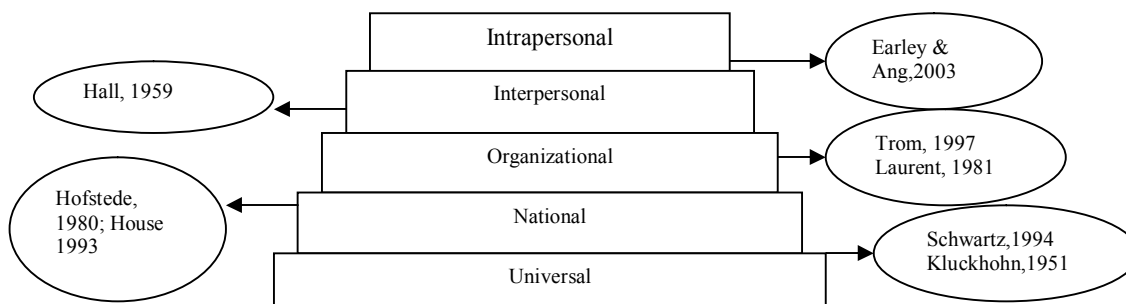 Intrapersonal
Earley &
Ang,2003
Hall, 1959
Interpersonal
Organizational
Trom, 1997
Laurent, 1981
Hofstede,
1980; House
1993
National
Schwartz,1994
Kluckhohn,1951
Universal